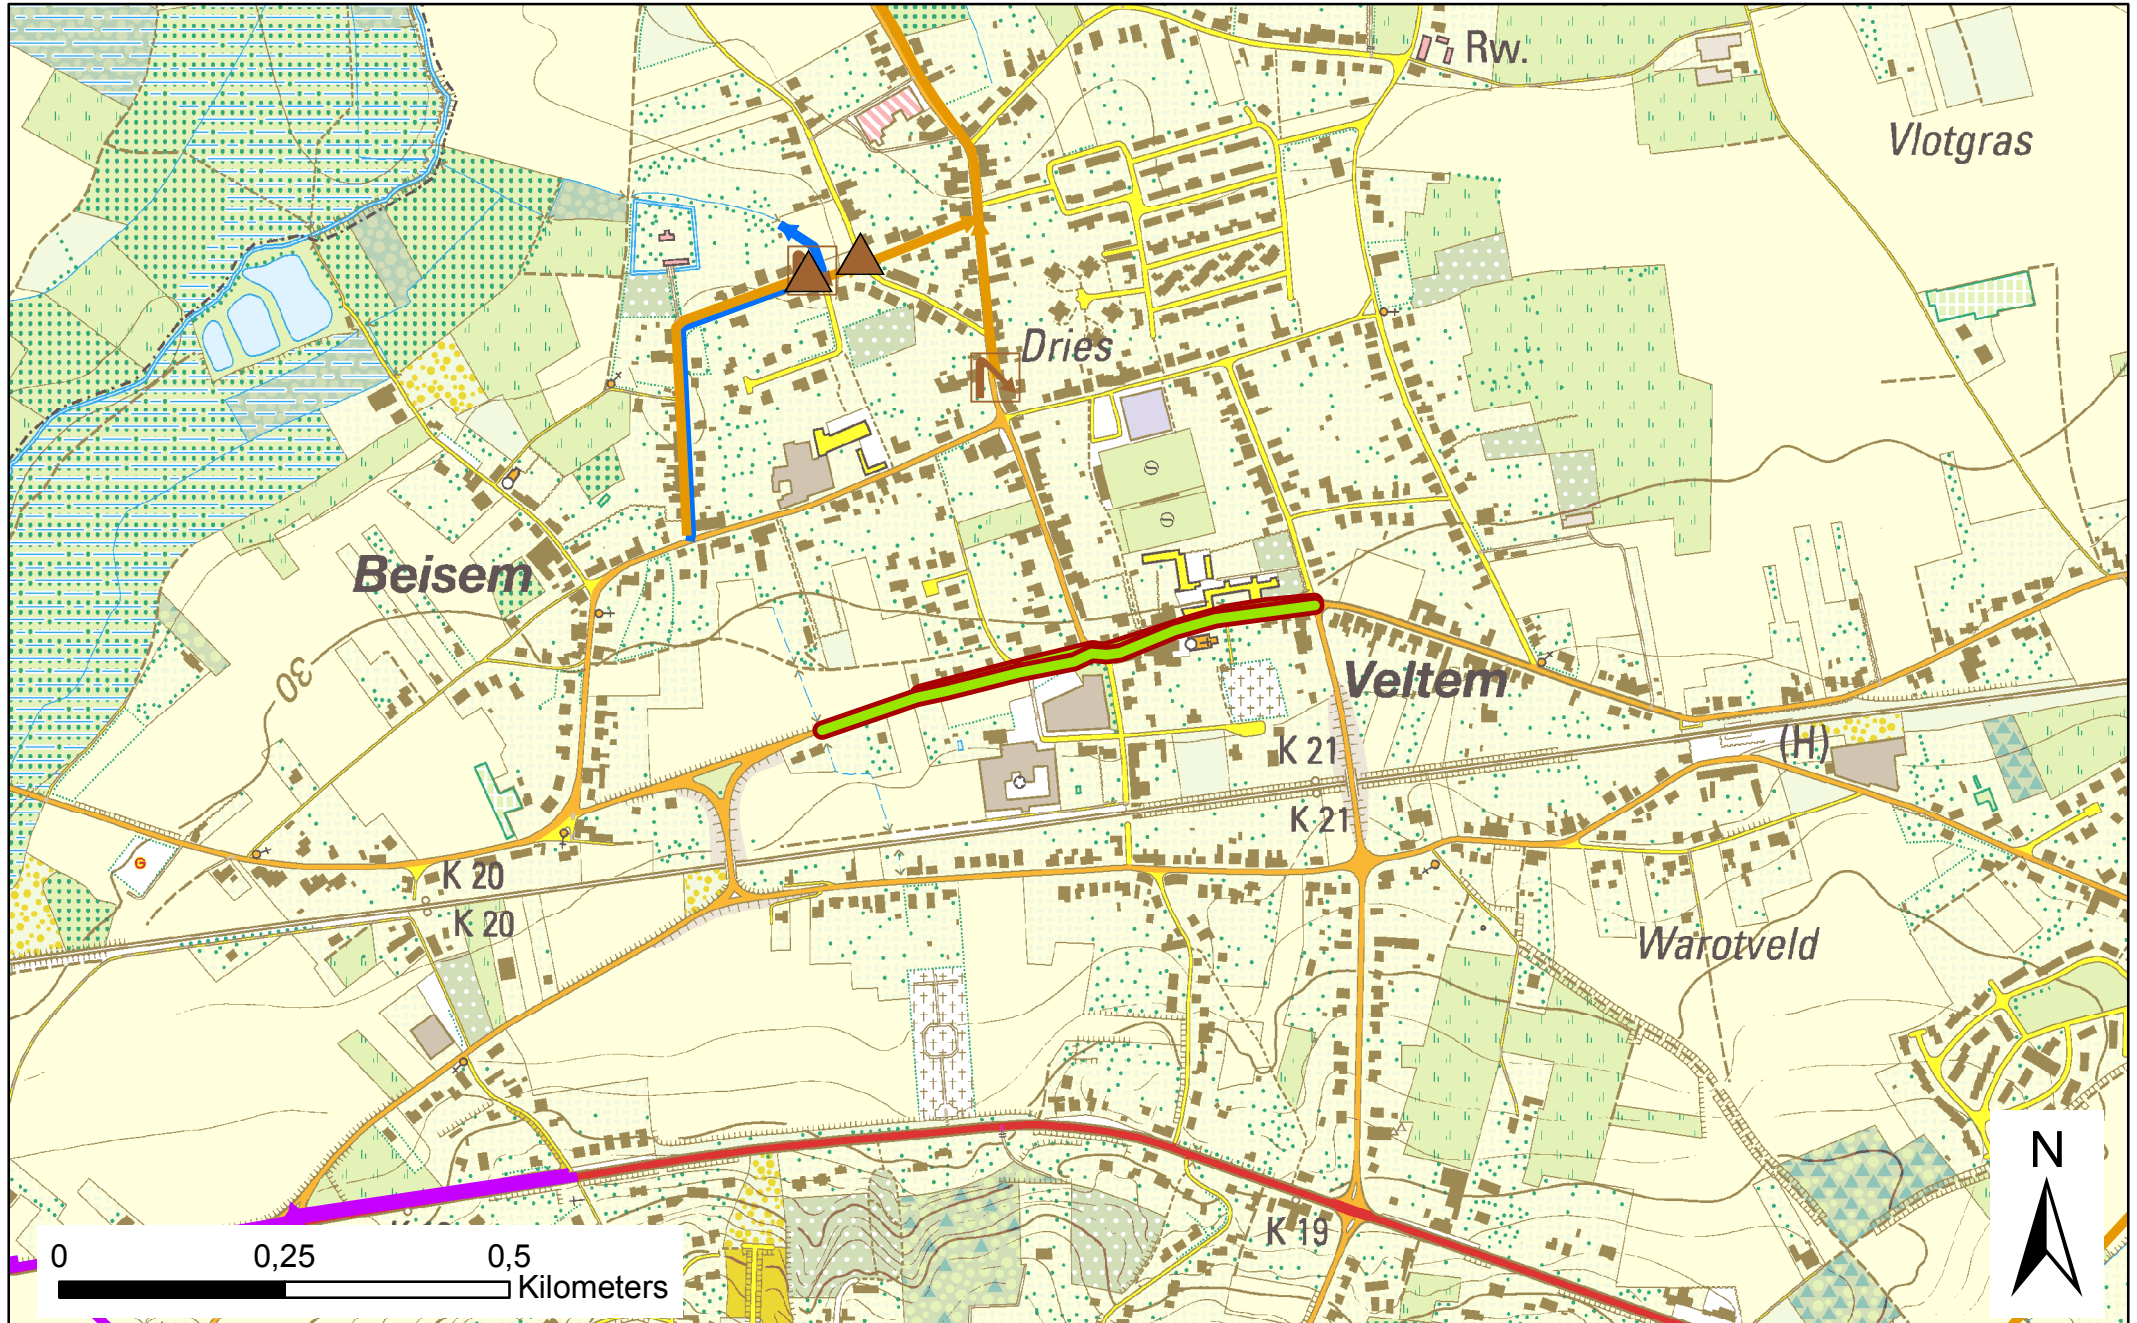 Rw.
Vlotgras
Dries
Beisem
30
Veltem
K 21
(H)
K 21
G
K 20
K 20
Warotveld
K 19
N
0 0,25 0,5
Kilometers